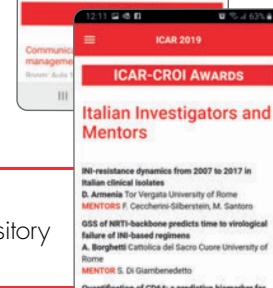 Communic
manageme
12:11
63%
ICAR 2019
ICAR-CROI AWARDS
Italian Investigators and
Mentors
INI-resistance dynamics from 2007 to 2017 in
Italian clinical isolates
D. Armenia Tor Vergata University of Rome
MENTORS F. Ceccherini-Silberstein, M. Santoro
GSS of NRTI-backbone predicts time to virological
failure of INI-based regimens
A. Borghetti Cattolica del Sacro Cuore University of
Rome
MENTOR S. Di Giambenedetto
sitory